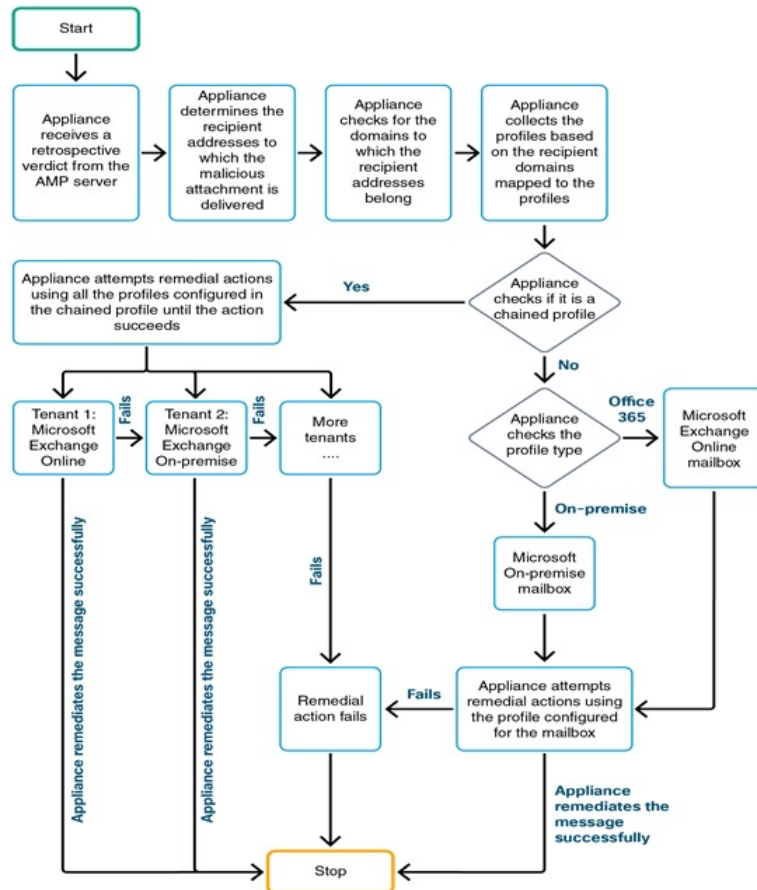 Start
Appliance
receives a
retrospective
verdict from the
AMP server
Appliance
determines the
recipient
addresses to
which the
malicious
attachment is
delivered
Appliance
checks for the
domains to
which the
recipient
addresses
belong
Appliance
collects the
profiles based
on the recipient
domains
mapped to the
profiles
Appliance attempts remedial actions
using all the profiles configured in
the chained profile until the action
succeeds
Yes
Appliance
checks if it is a
chained profile
No
Tenant 1:
Microsoft
Exchange
Online
Fails
Tenant 2:
Microsoft
Exchange
On-premise
Fails
More
tenants
....
Appliance
checks the
profile type
Office
365
Microsoft
Exchange
Online
mailbox
On-premise
Microsoft
On-premise
mailbox
Appliance remediates the message successfully
Appliance remediates the message successfully
Fails
Remedial
action fails
Fails
Appliance attempts
remedial actions using
the profile configured
for the mailbox
Appliance
remediates the
message
successfully
Stop